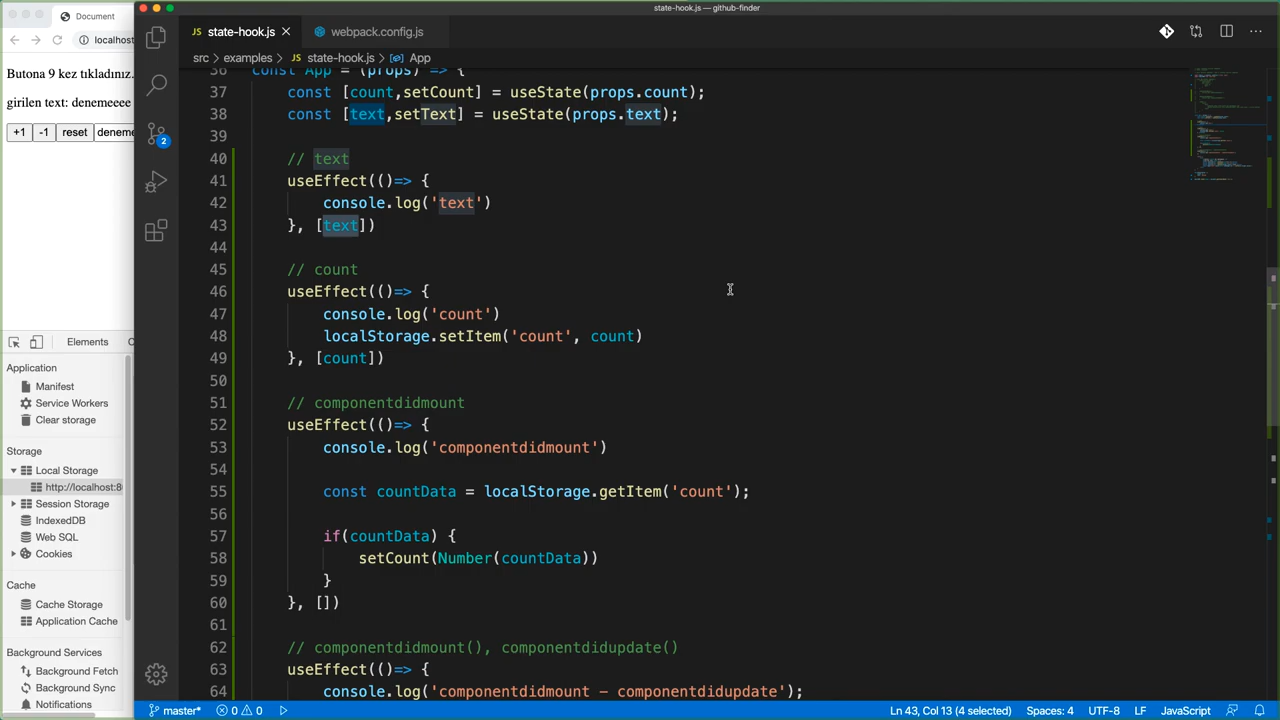 state-hook.js — github-finder
Document
localhost
Butona 9 kez tıkladınız.
girilen text: denemeeee
+1 -1 reset deneme
Elements
Application
Manifest
Service Workers
Clear storage
Storage
Local Storage
http://localhost:8
Session Storage
IndexedDB
Web SQL
Cookies
Cache
Cache Storage
Application Cache
Background Services
Background Fetch
Background Sync
Notifications
2
JS state-hook.js webpack.config.js
src > examples > JS state-hook.js > App
36 const App = (props) => {
37 const [count,setCount] = useState(props.count);
38 const [text,setText] = useState(props.text);
39
40 // text
41 useEffect(()=> {
42 console.log('text')
43 }, [text])
44
45 // count
46 useEffect(()=> {
47 console.log('count')
48 localStorage.setItem('count', count)
49 }, [count])
50
51 // componentdidmount
52 useEffect(()=> {
53 console.log('componentdidmount')
54
55 const countData = localStorage.getItem('count');
56
57 if(countData) {
58 setCount(Number(countData))
59 }
60 }, [])
61
62 // componentdidmount(), componentdidupdate()
63 useEffect(()=> {
64 console.log('componentdidmount – componentdidupdate');
master* 0 0 Ln 43, Col 13 (4 selected) Spaces: 4 UTF-8 LF JavaScript